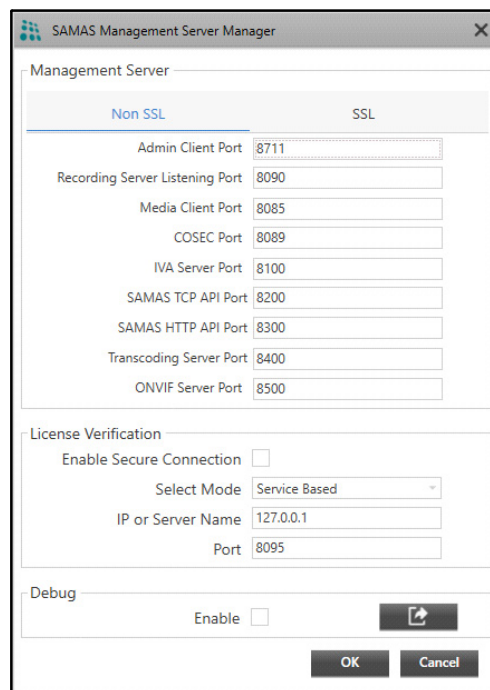 SAMAS Management Server Manager
Management Server
Non SSL SSL
Admin Client Port 8711
Recording Server Listening Port 8090
Media Client Port 8085
COSEC Port 8089
IVA Server Port 8100
SAMAS TCP API Port 8200
SAMAS HTTP API Port 8300
Transcoding Server Port 8400
ONVIF Server Port 8500
License Verification
Enable Secure Connection
Select Mode Service Based
IP or Server Name 127.0.0.1
Port 8095
Debug
Enable
OK Cancel